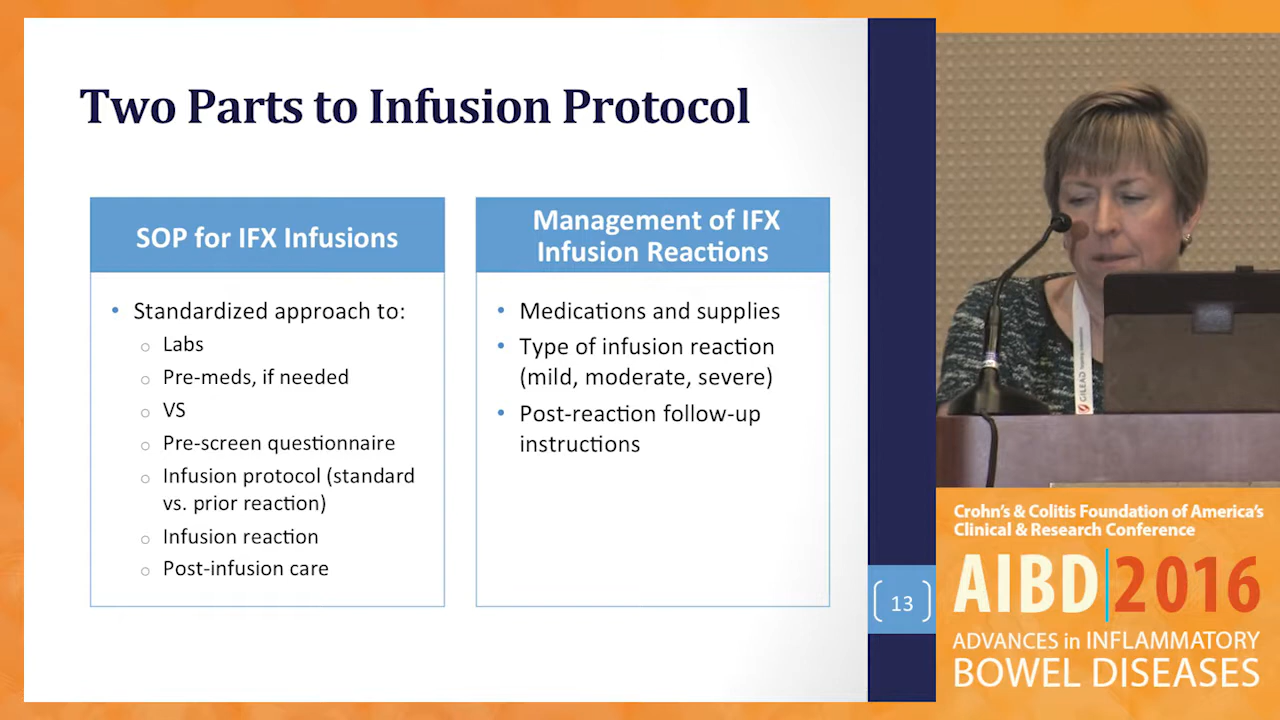 Two Parts to Infusion Protocol
SOP for IFX Infusions
• Standardized approach to:
○ Labs
○ Pre-meds, if needed
○ VS
○ Pre-screen questionnaire
○ Infusion protocol (standard
vs. prior reaction)
○ Infusion reaction
○ Post-infusion care
Management of IFX
Infusion Reactions
• Medications and supplies
• Type of infusion reaction
(mild, moderate, severe)
• Post-reaction follow-up
instructions
13
GILEAD
Crohn's & Colitis Foundation of America's
Clinical & Research Conference
AIBD|2016
ADVANCES in INFLAMMATORY
BOWEL DISEASES